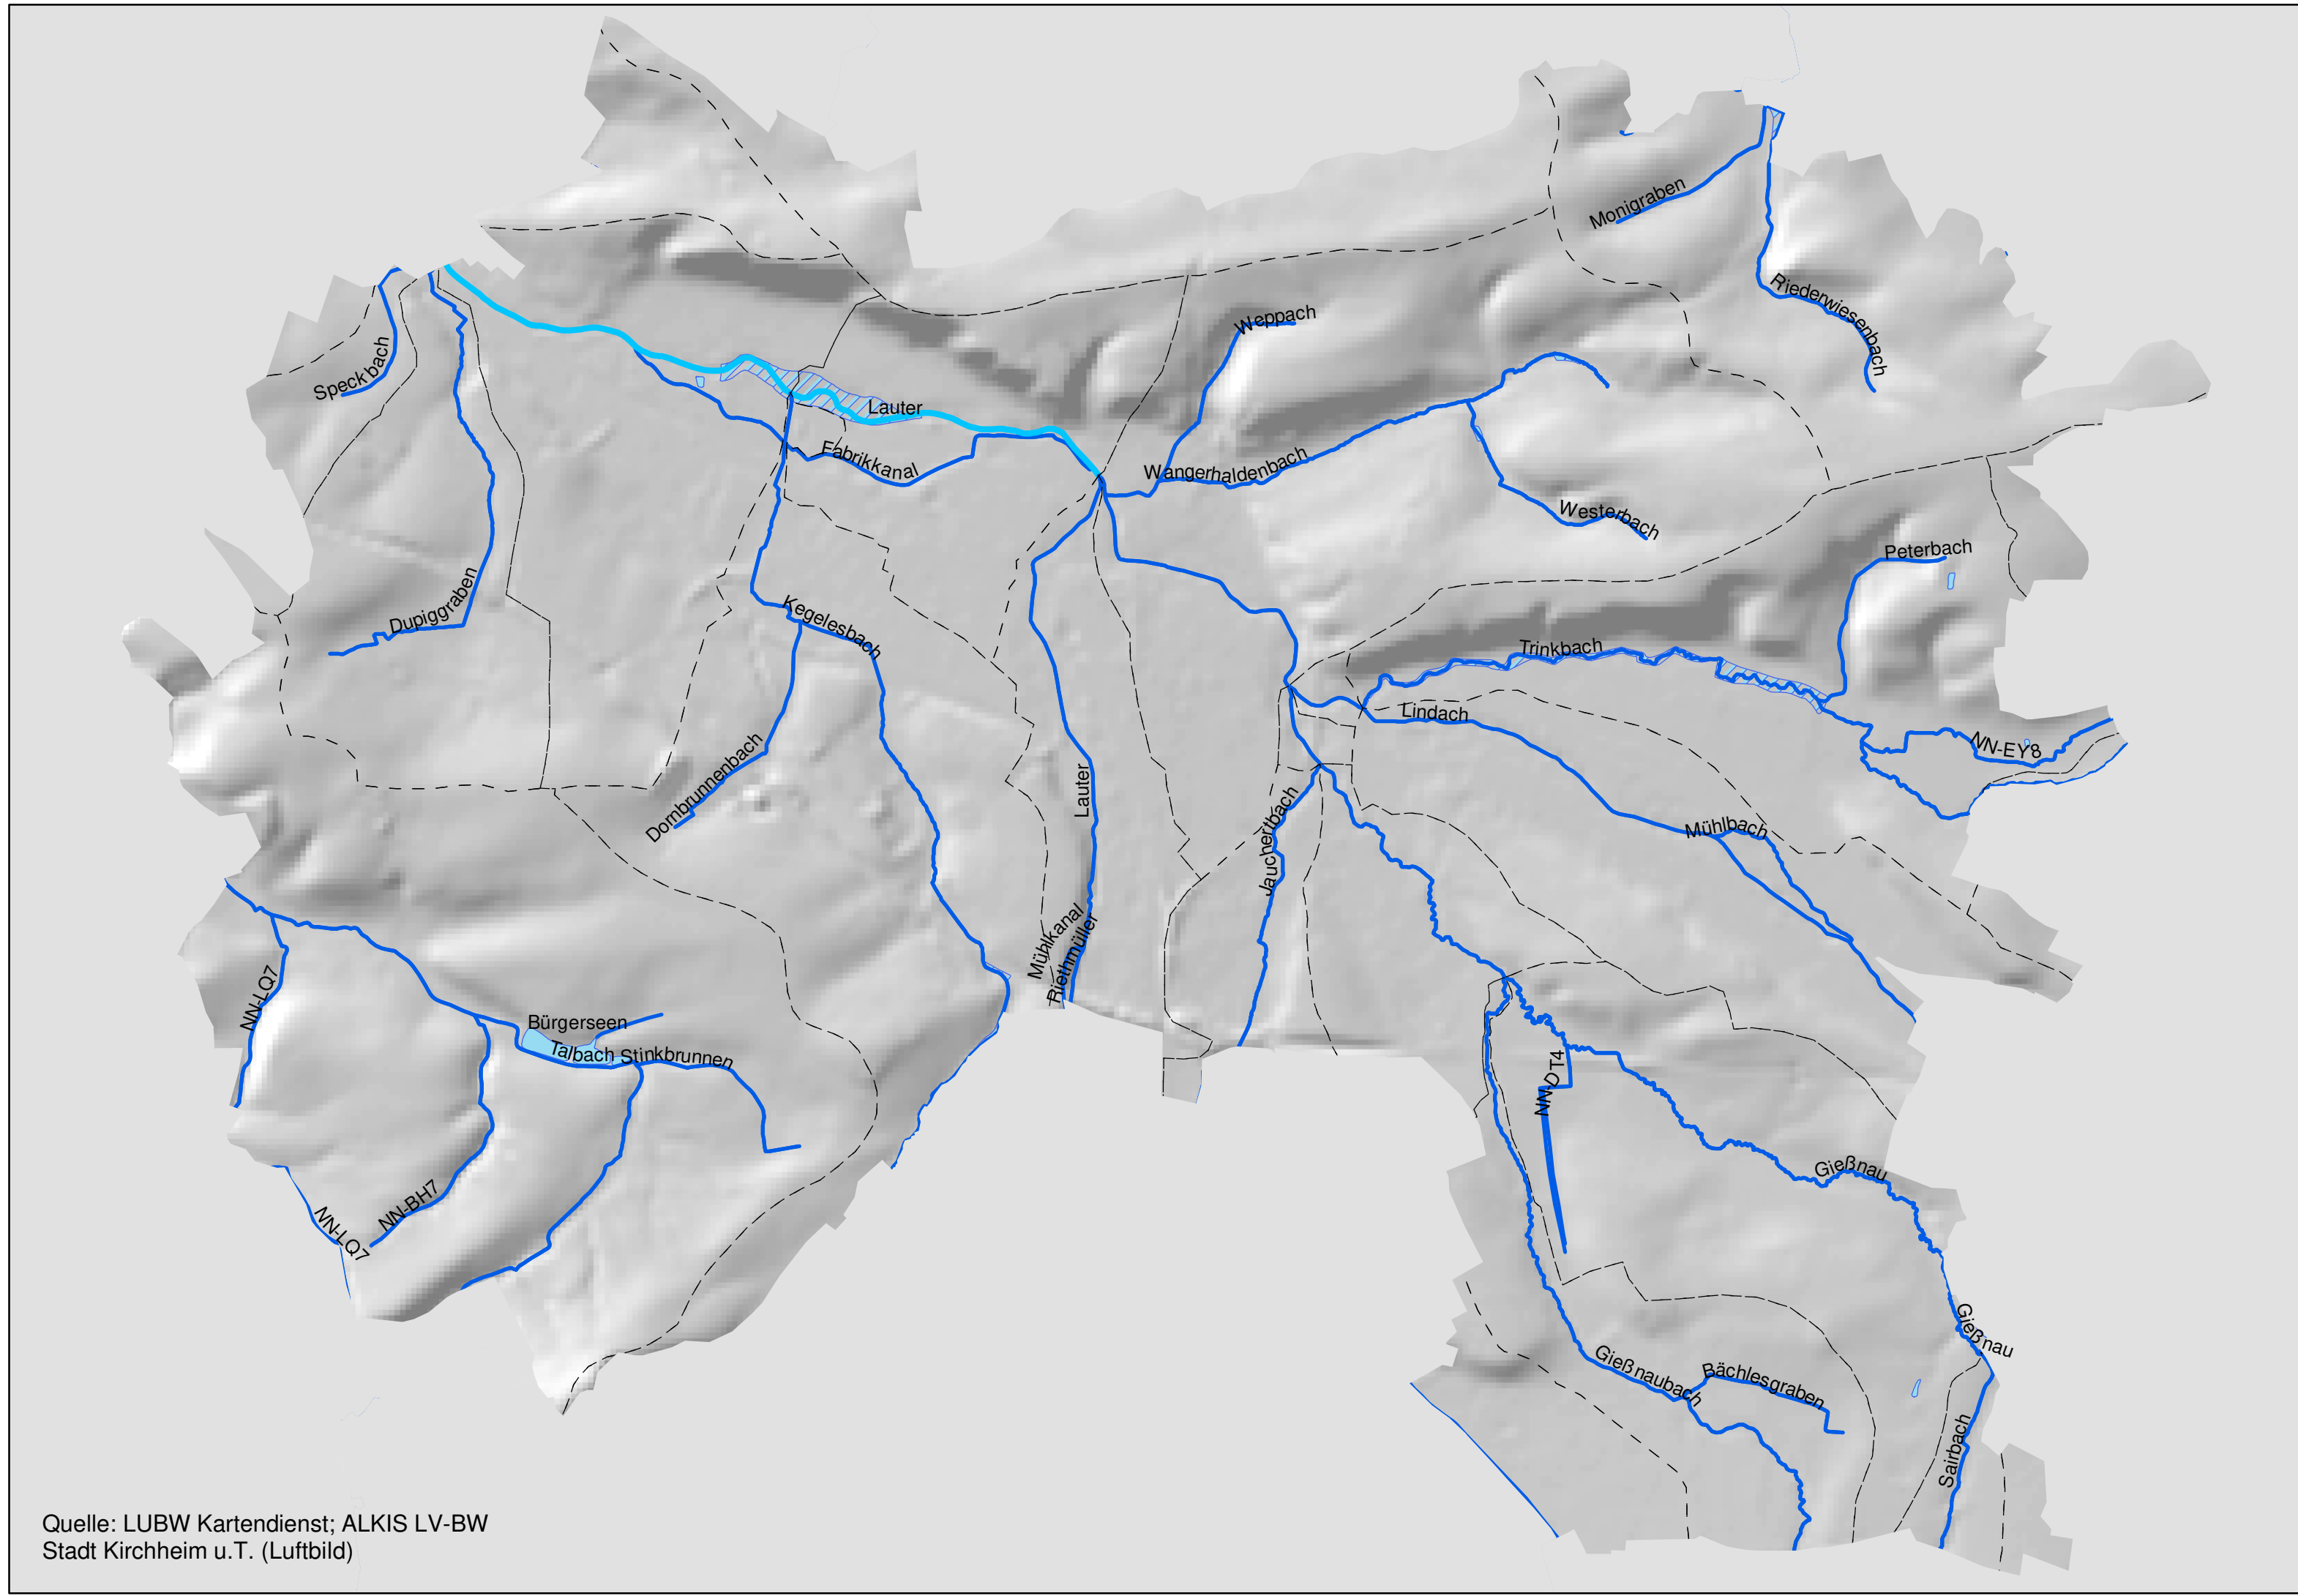 Monigraben
Riederwiesenbach
Weppach
Speckbach
Lauter
Fabrikkanal
Wangerhaldenbach
Westerbach
Peterbach
Dupiggraben
Kegelesbach
Trinkbach
Lindach
NN-EY8
Dornbrunnenbach
Lauter
Jauchertbach
Mühlbach
Mühlkanal
Riethmüller
NN-LQ7
Bürgerseen
Talbach Stinkbrunnen
NN-DT4
Gießnau
NN-BH7
NN-LQ7
Gießnau
Gießnaubach
Bächlesgraben
Sairbach
Quelle: LUBW Kartendienst; ALKIS LV-BW
Stadt Kirchheim u.T. (Luftbild)